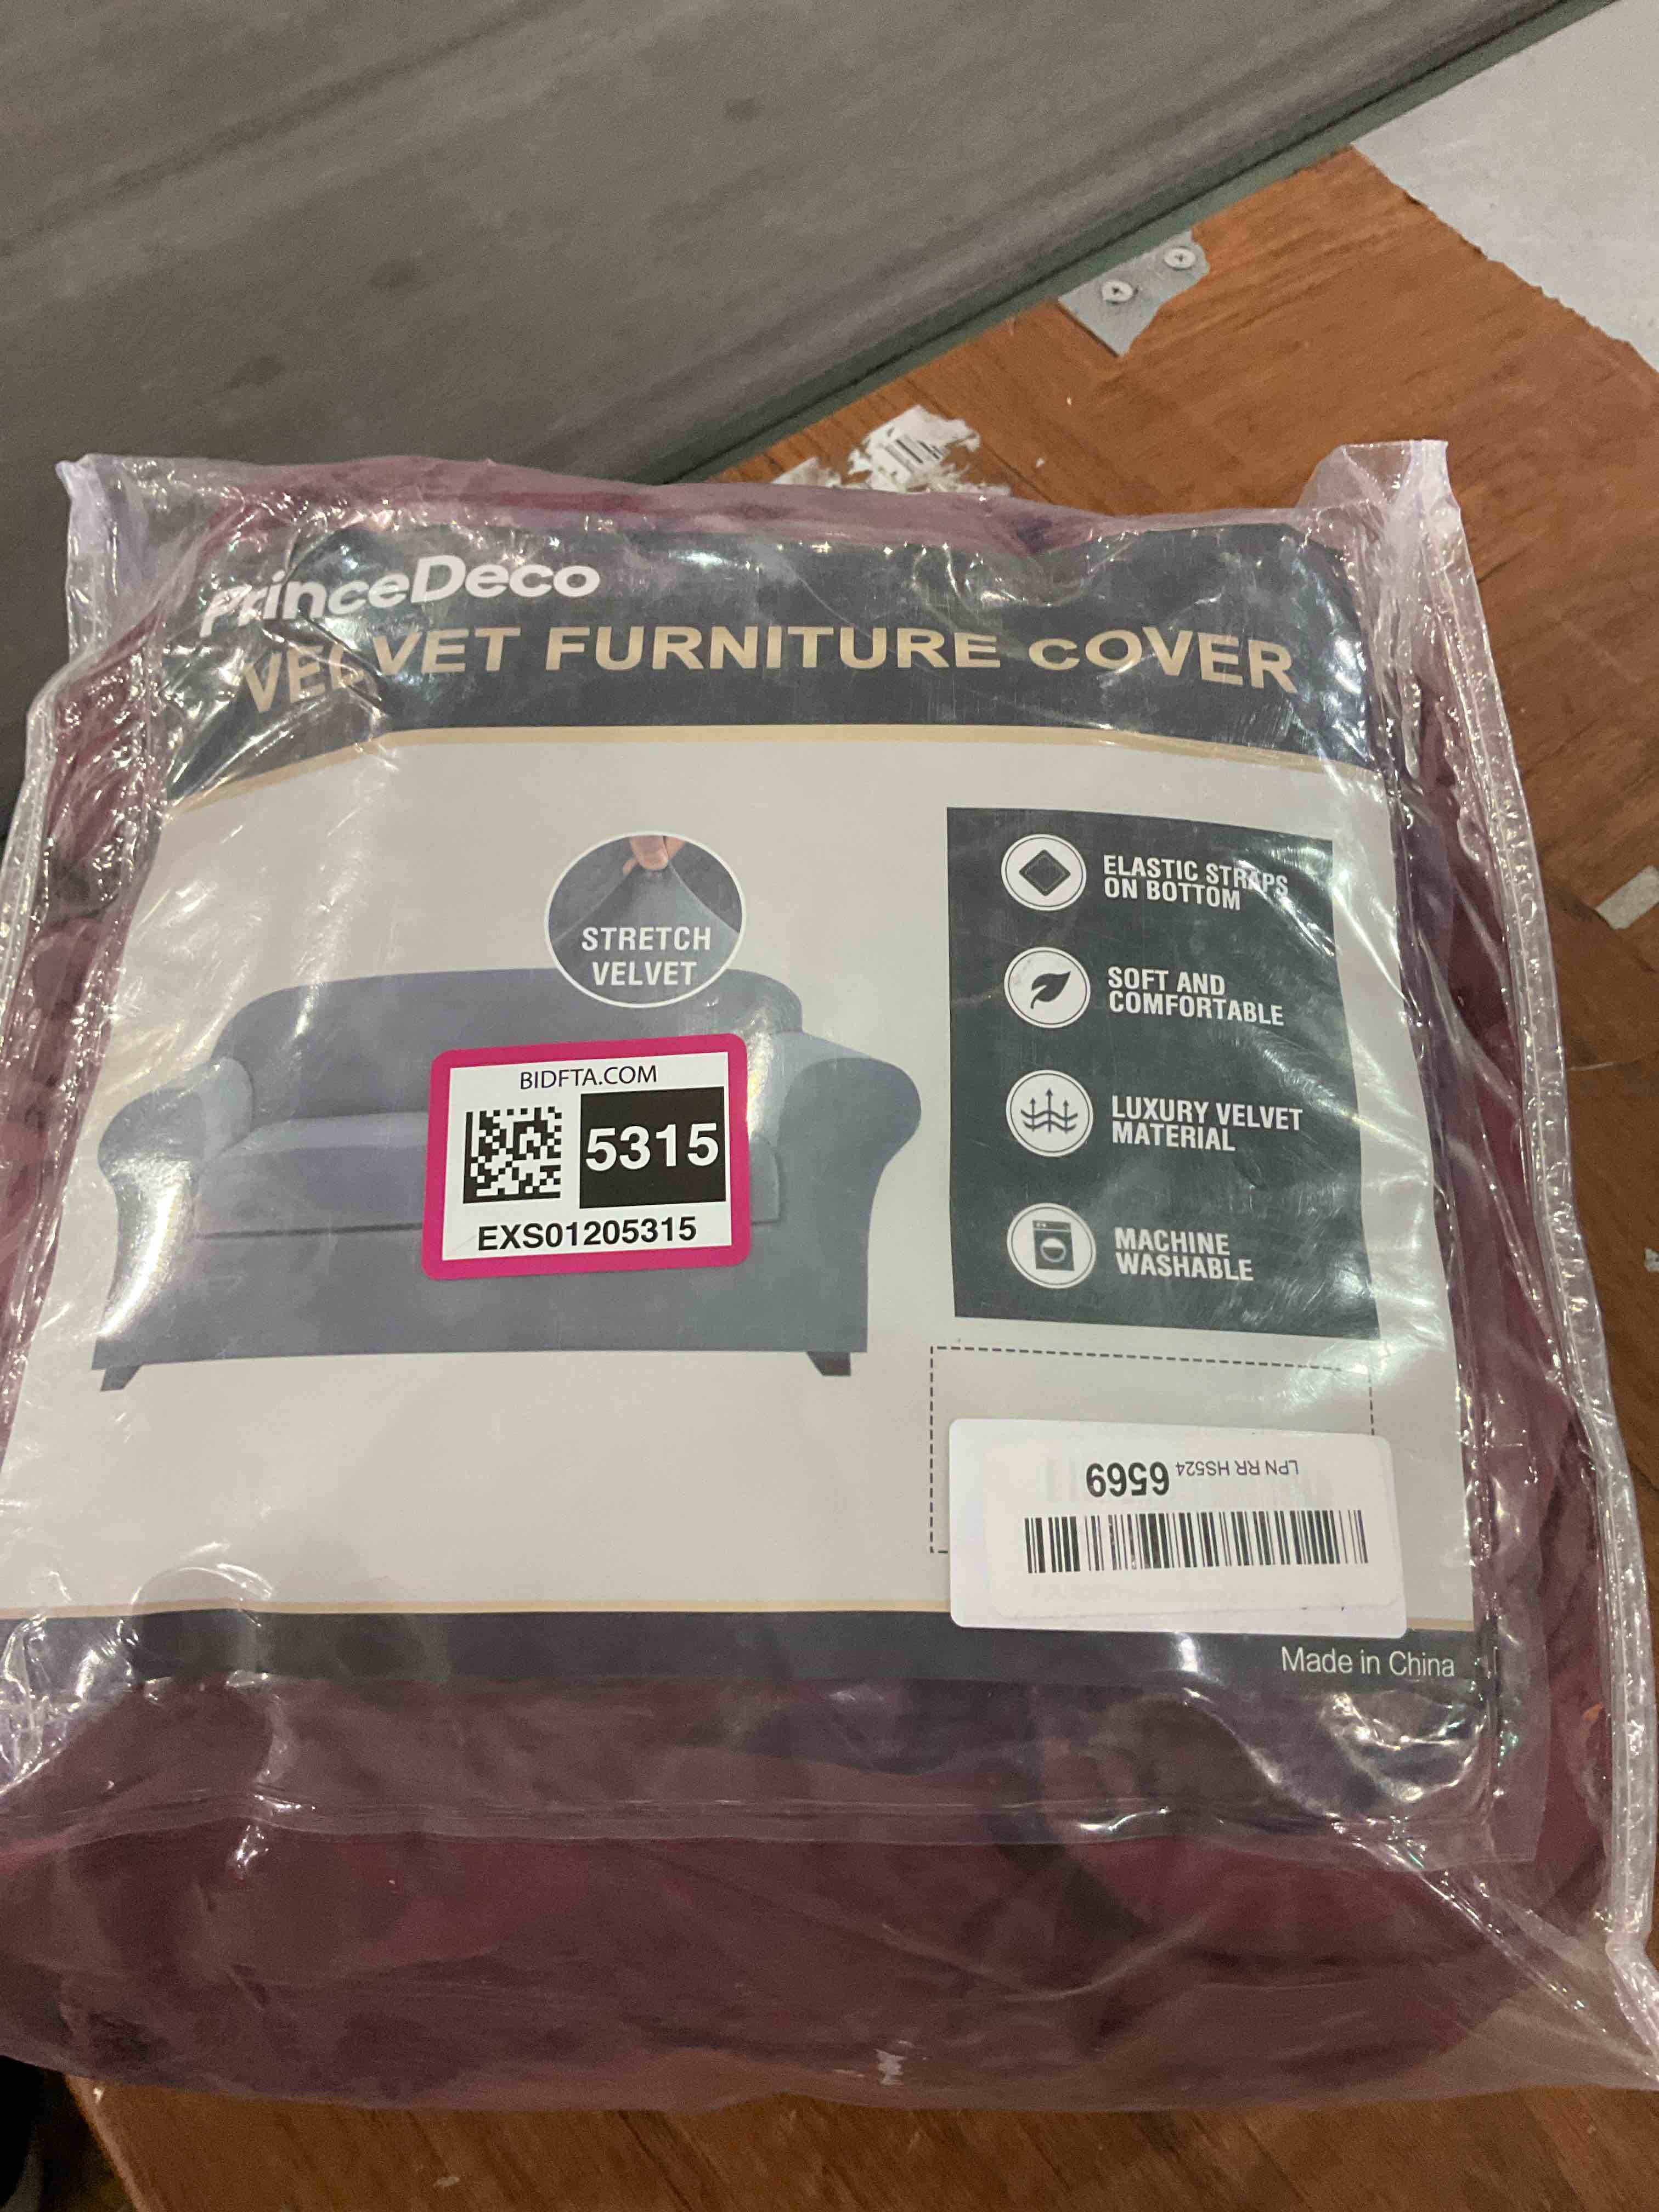 PrinceDeco
VELVET FURNITURE COVER
STRETCH
VELVET
ELASTIC STRAPS
ON BOTTOM
SOFT AND
COMFORTABLE
LUXURY VELVET
MATERIAL
MACHINE
WASHABLE
BIDFTA.COM
5315
EXS01205315
LPN RR HS524 6569
Made in China